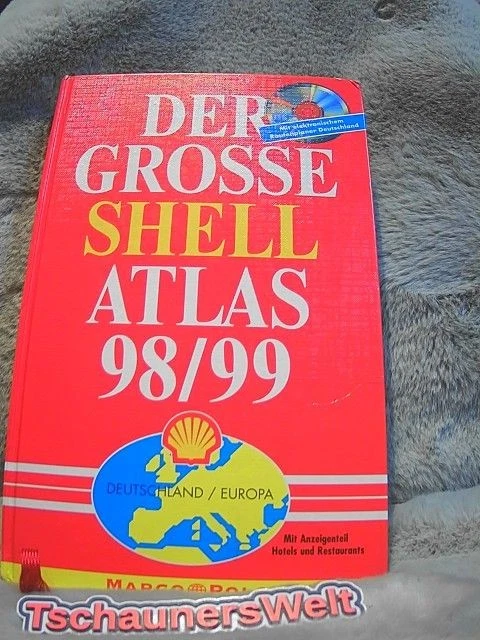 DER
GROSSE
SHELL
ATLAS
98/99
Mit elektronischem
Routenplaner Deutschland
DEUTSCHLAND / EUROPA
Mit Anzeigenteil
Hotels und Restaurants
MARCO
TschaunersWelt